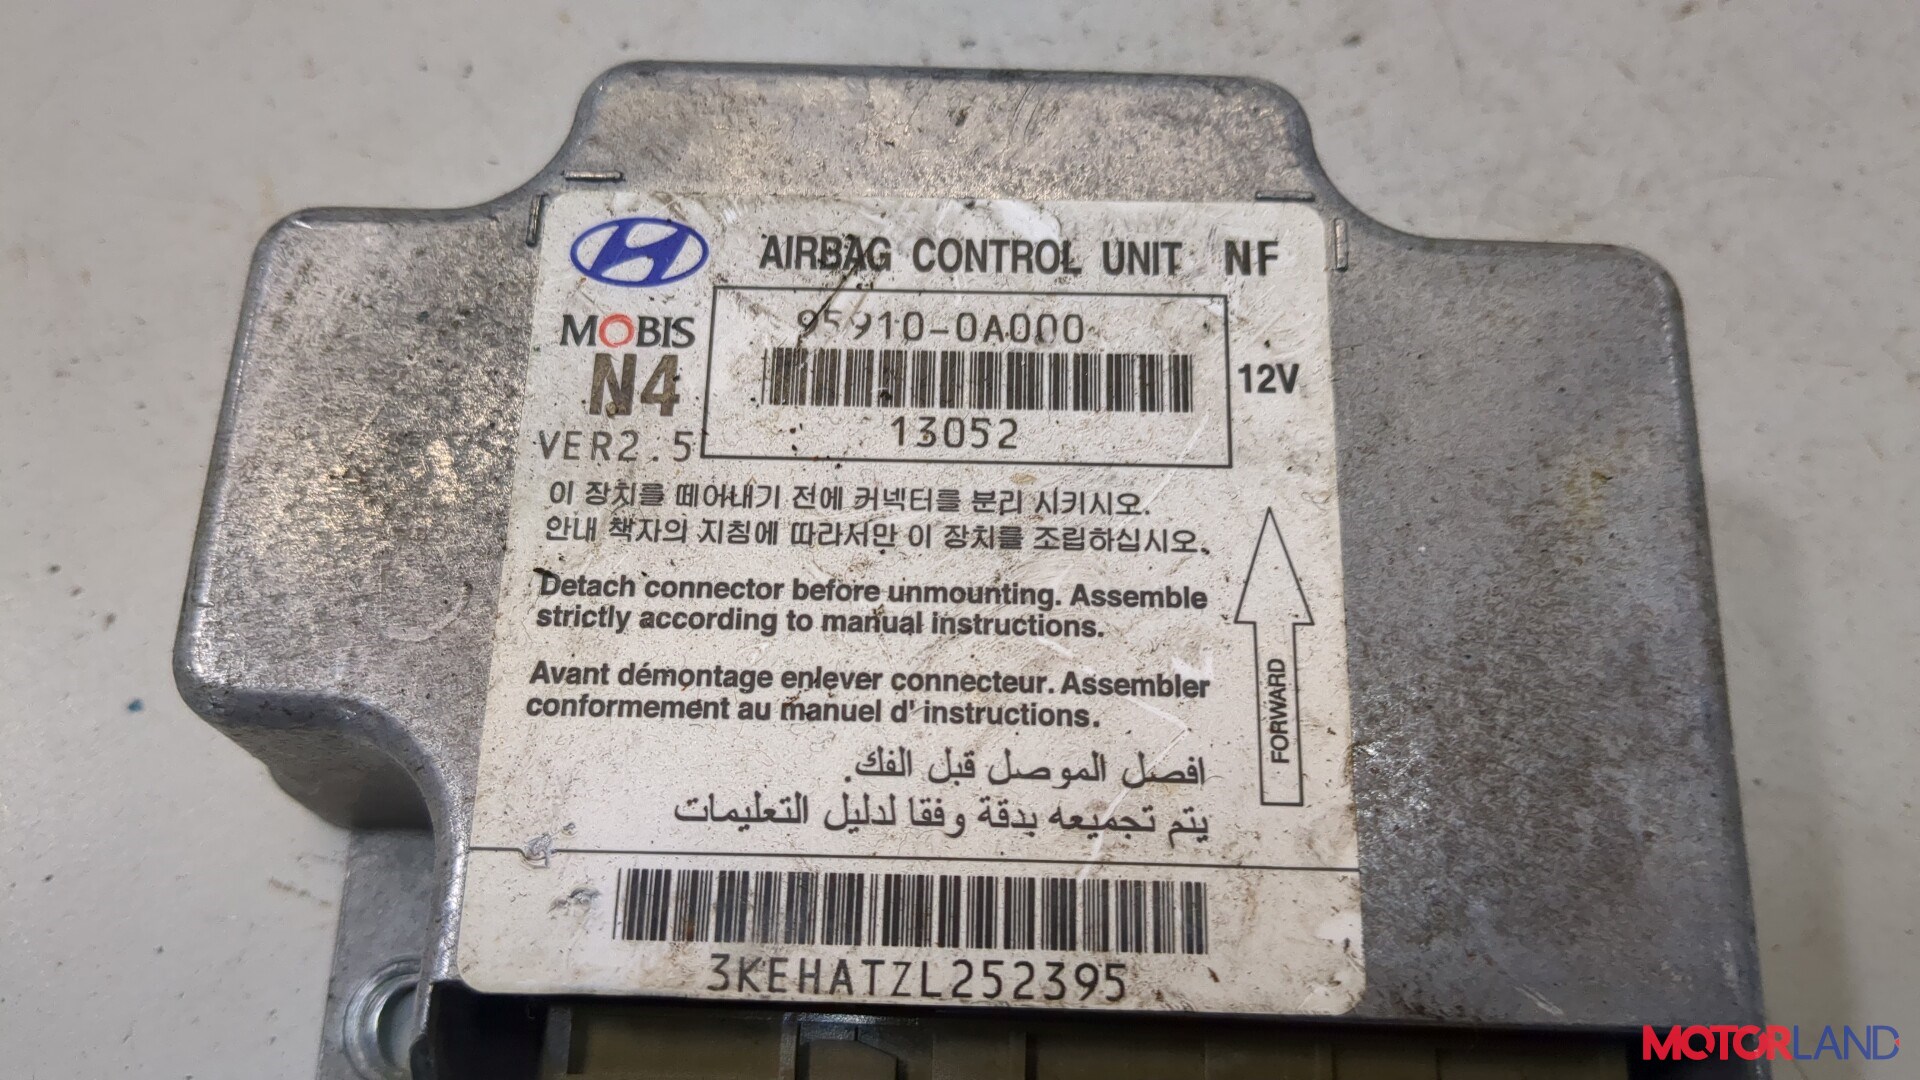 AIRBAG CONTROL UNIT NF
MOBIS
95910-0A000
N4
12V
13052
VER2.5
이 장치를 떼어내기 전에 커넥터를 분리 시키시오.
안내 책자의 지침에 따라서만 이 장치를 조립하십시오.
Detach connector before unmounting. Assemble
strictly according to manual instructions.
Avant démontage enlever connecteur. Assembler
conformement au manuel d' instructions.
FORWARD
افصل الموصل قبل الفك.
يتم تجميعه بدقة وفقا لدليل التعليمات
3KEHATZL252395
MOTORLAND